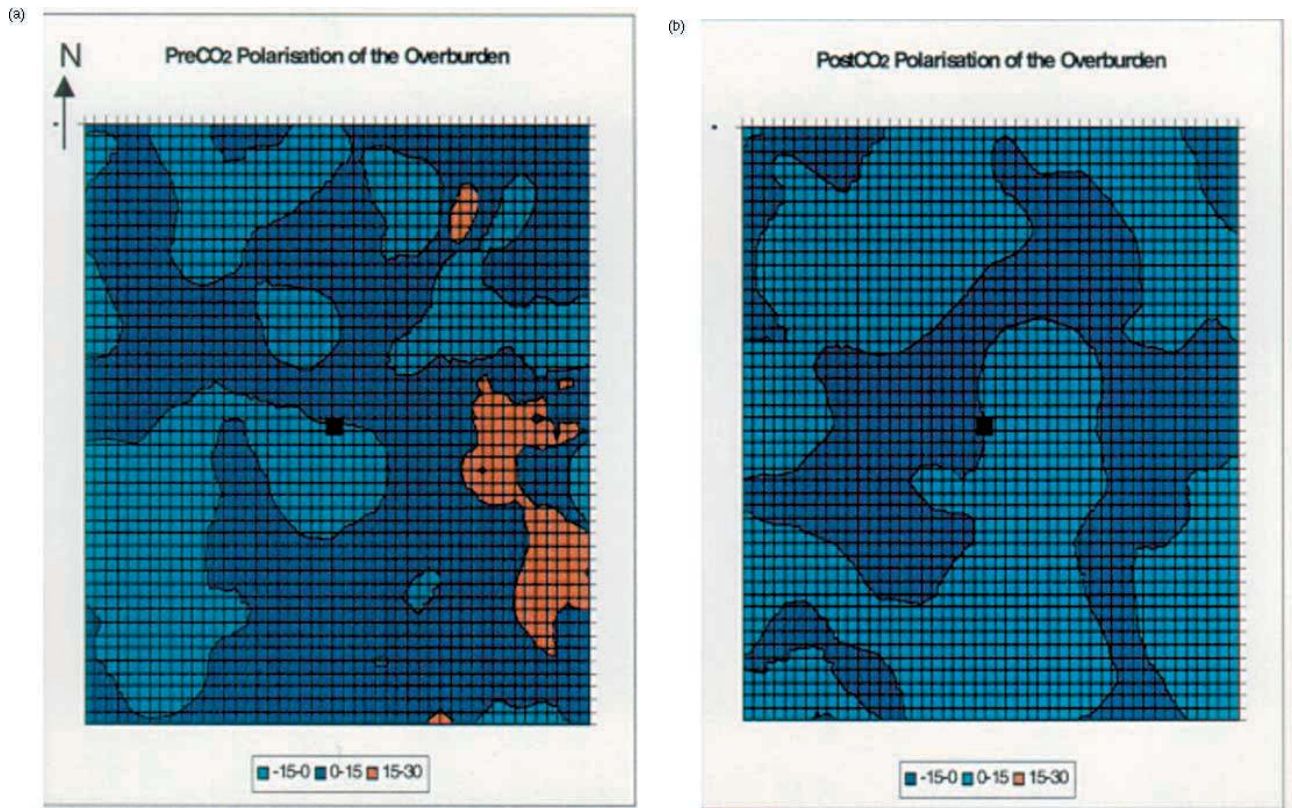 (a)
N
PreCO2 Polarisation of the Overburden
-15-0 0-15 15-30
(b)
PostCO2 Polarisation of the Overburden
-15-0 0-15 15-30